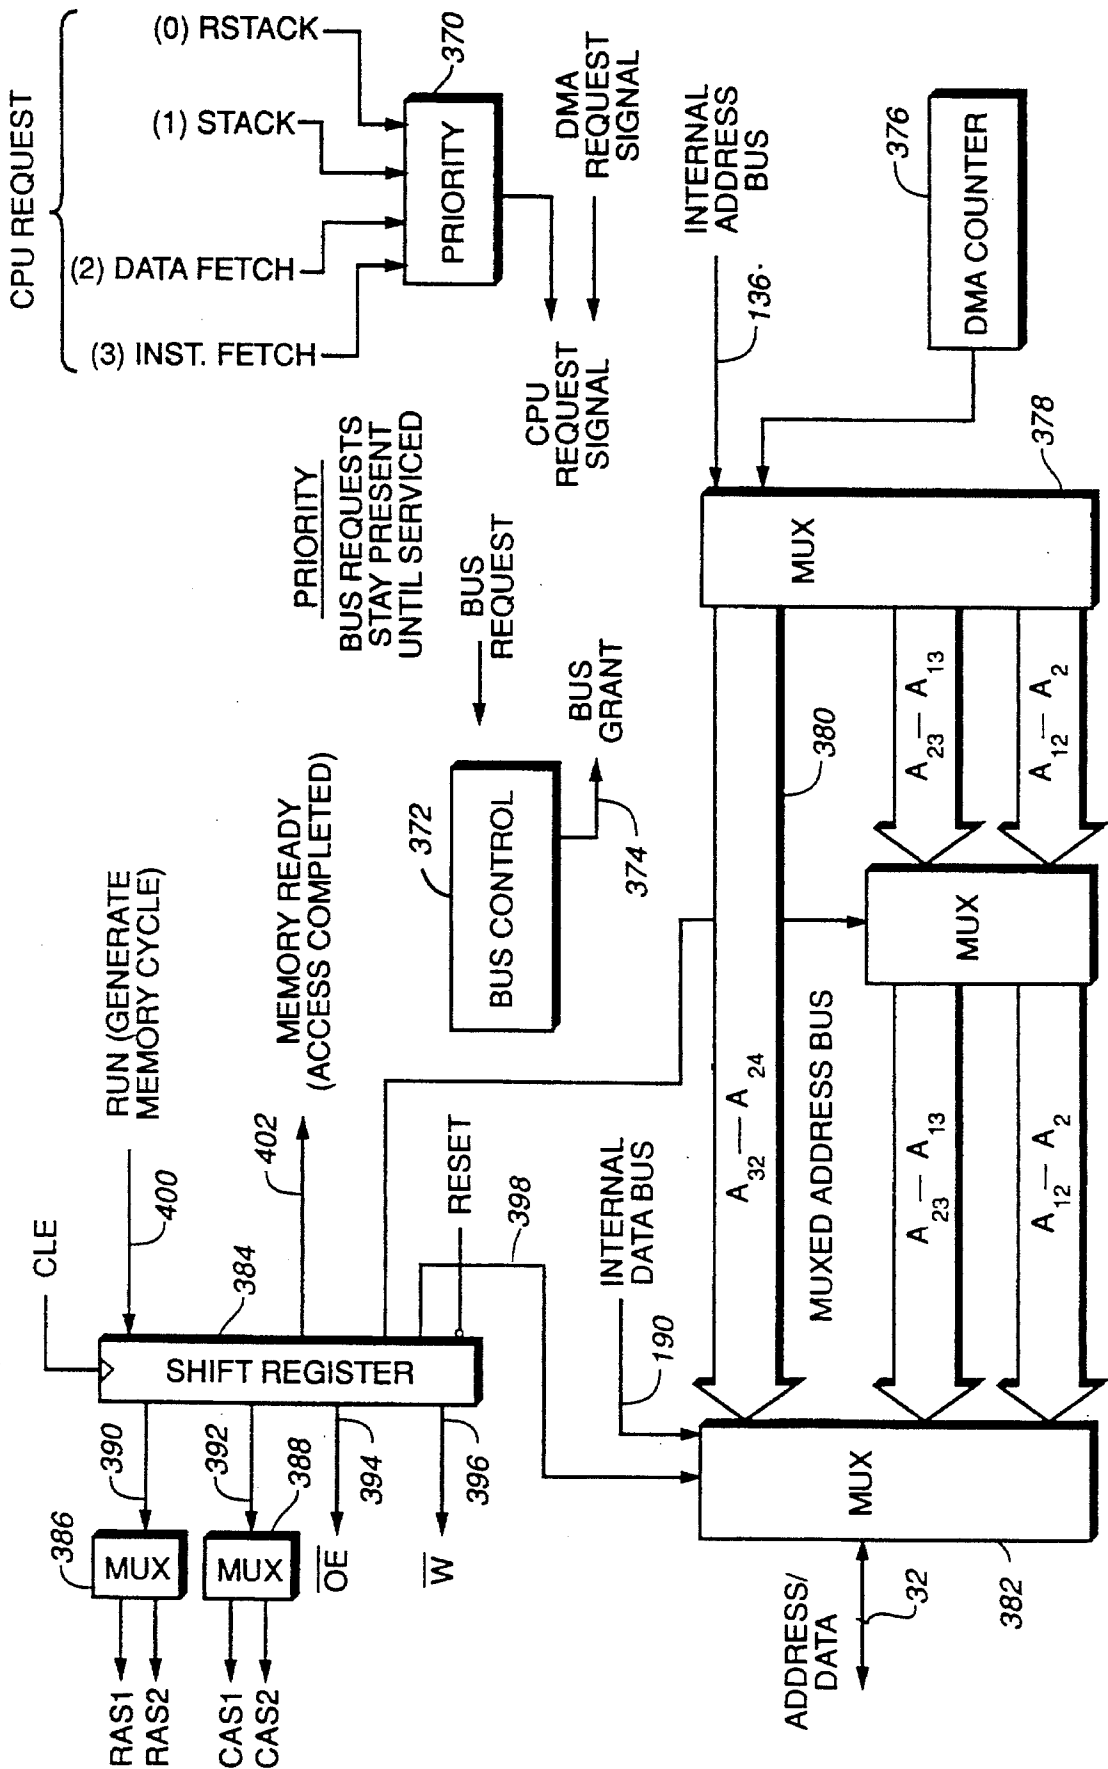 CPU REQUEST
(0) RSTACK
(1) STACK
(2) DATA FETCH
(3) INST. FETCH
370
PRIORITY
DMA
REQUEST
SIGNAL
CPU
REQUEST
SIGNAL
PRIORITY
BUS REQUESTS
STAY PRESENT
UNTIL SERVICED
BUS
REQUEST
372
BUS CONTROL
BUS
GRANT
374
RUN (GENERATE
MEMORY CYCLE)
400
MEMORY READY
(ACCESS COMPLETED)
402
CLE
384
SHIFT REGISTER
RESET
398
390
392
394
396
386
MUX
388
MUX
RAS1
RAS2
CAS1
CAS2
OE
W
INTERNAL
ADDRESS
BUS
136
376
DMA COUNTER
378
MUX
380
A23 — A13
A12 — A2
MUX
A32 — A24
MUXED ADDRESS BUS
A23 — A13
A12 — A2
INTERNAL
DATA BUS
190
MUX
382
ADDRESS/
DATA
32